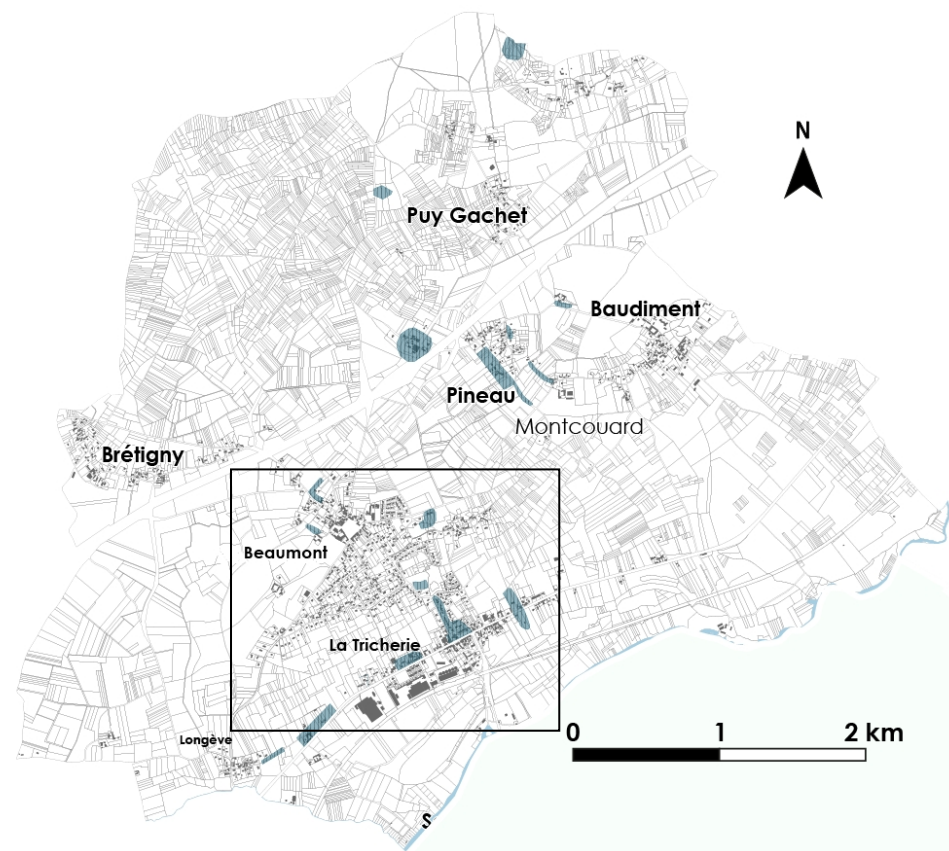 N
Puy Gachet
Baudiment
Pineau
Montcouard
Brétigny
Beaumont
La Tricherie
Longève
0 1 2 km
S